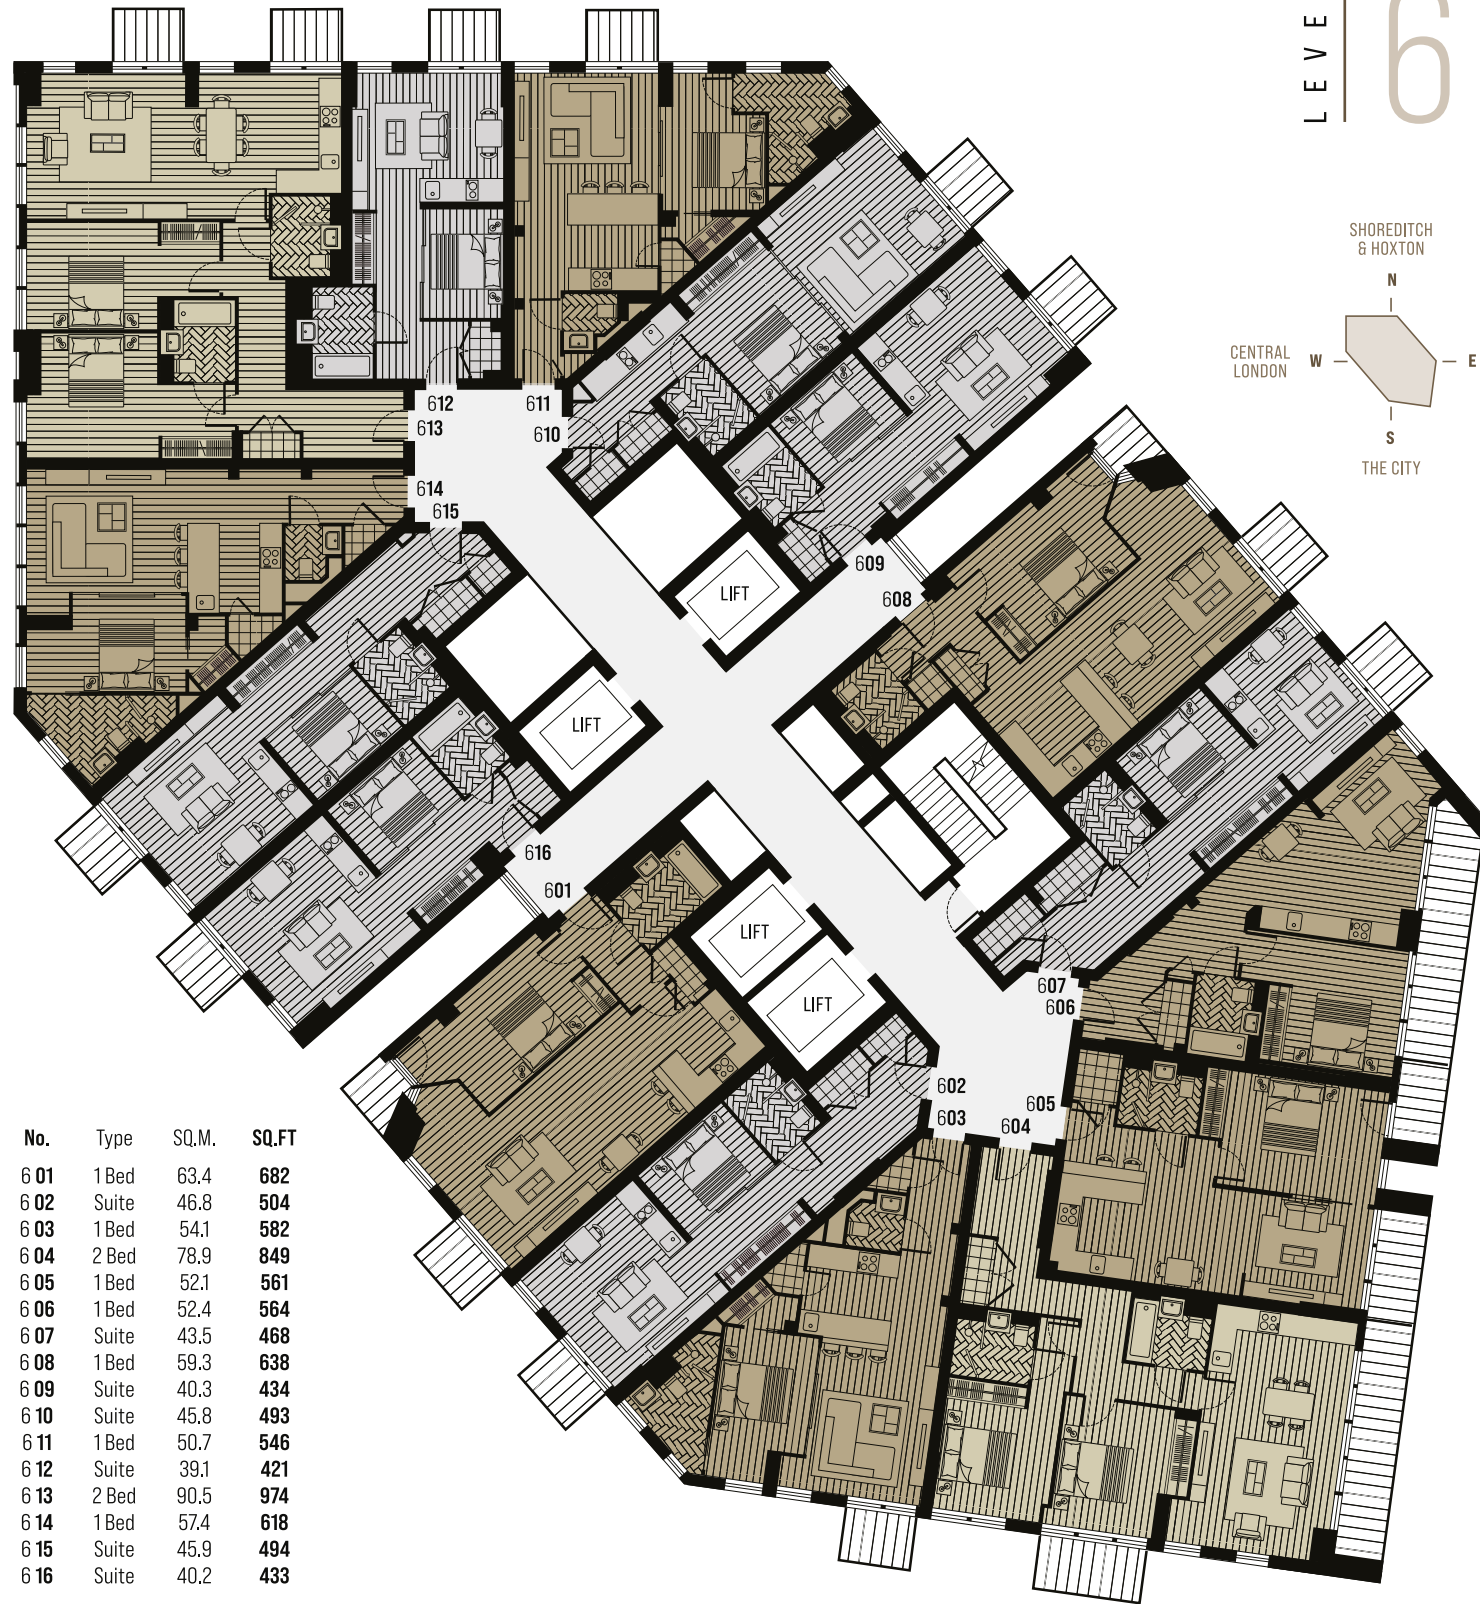 LEVE
6
SHOREDITCH
& HOXTON
N
CENTRAL
LONDON
W
E
S
THE CITY
612
611
613
610
614
615
609
LIFT
608
LIFT
616
601
LIFT
607
LIFT
606
602
605
603
604
No. Type SQ.M. SQ.FT
6 01 1 Bed 63.4 682
6 02 Suite 46.8 504
6 03 1 Bed 54.1 582
6 04 2 Bed 78.9 849
6 05 1 Bed 52.1 561
6 06 1 Bed 52.4 564
6 07 Suite 43.5 468
6 08 1 Bed 59.3 638
6 09 Suite 40.3 434
6 10 Suite 45.8 493
6 11 1 Bed 50.7 546
6 12 Suite 39.1 421
6 13 2 Bed 90.5 974
6 14 1 Bed 57.4 618
6 15 Suite 45.9 494
6 16 Suite 40.2 433